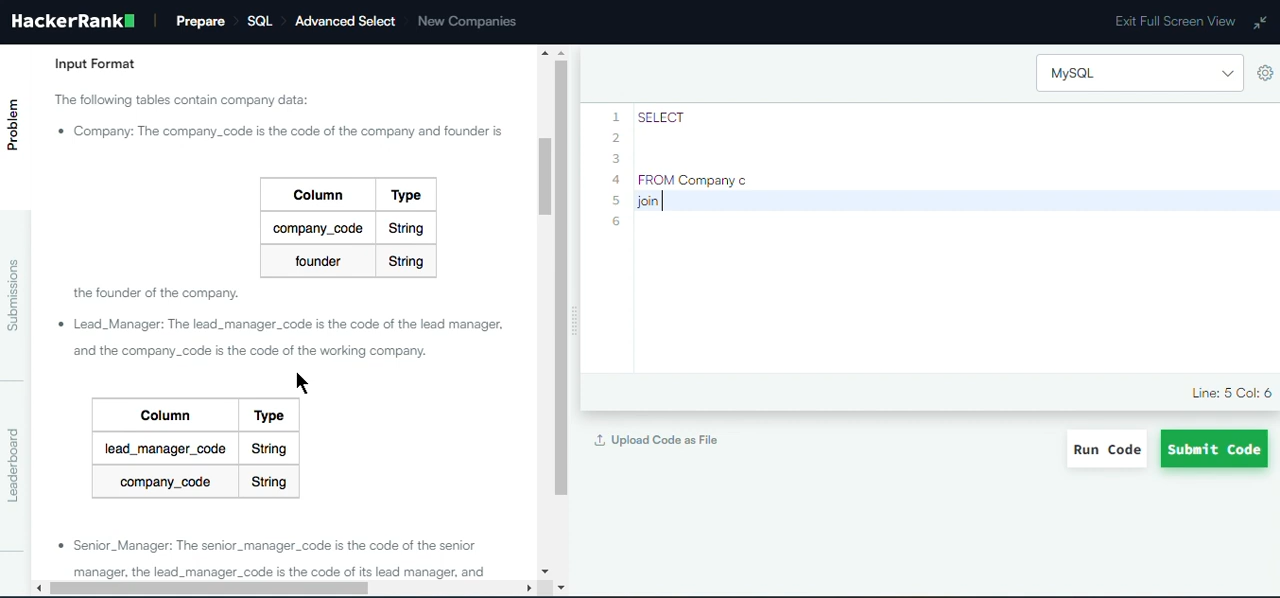 HackerRank
Prepare
SQL
Advanced Select
New Companies
Exit Full Screen View
Problem
Submissions
Leaderboard
Input Format
The following tables contain company data:
• Company: The company_code is the code of the company and founder is
Column Type
company_code String
founder String
the founder of the company.
• Lead_Manager: The lead_manager_code is the code of the lead manager,
and the company_code is the code of the working company.
Column Type
lead_manager_code String
company_code String
• Senior_Manager: The senior_manager_code is the code of the senior
manager, the lead_manager_code is the code of its lead manager, and
MySQL
1 SELECT
2
3
4 FROM Company c
5 join
6
Line: 5 Col: 6
Upload Code as File
Run Code
Submit Code